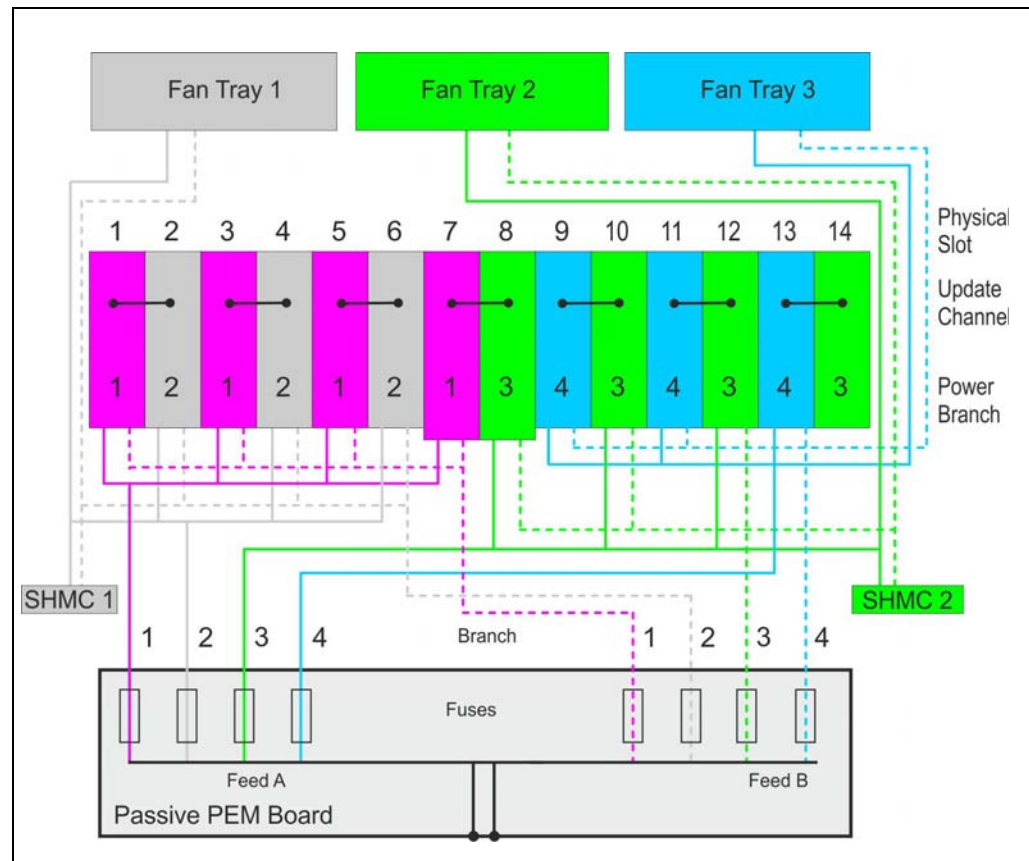 Fan Tray 1 Fan Tray 2 Fan Tray 3
1 2 3 4 5 6 7 8 9 10 11 12 13 14
Physical
Slot
Update
Channel
1 2 1 2 1 2 1 3 4 3 4 3 4 3
Power
Branch
SHMC 1 SHMC 2
1 2 3 4 Branch 1 2 3 4
Fuses
Feed A Feed B
Passive PEM Board